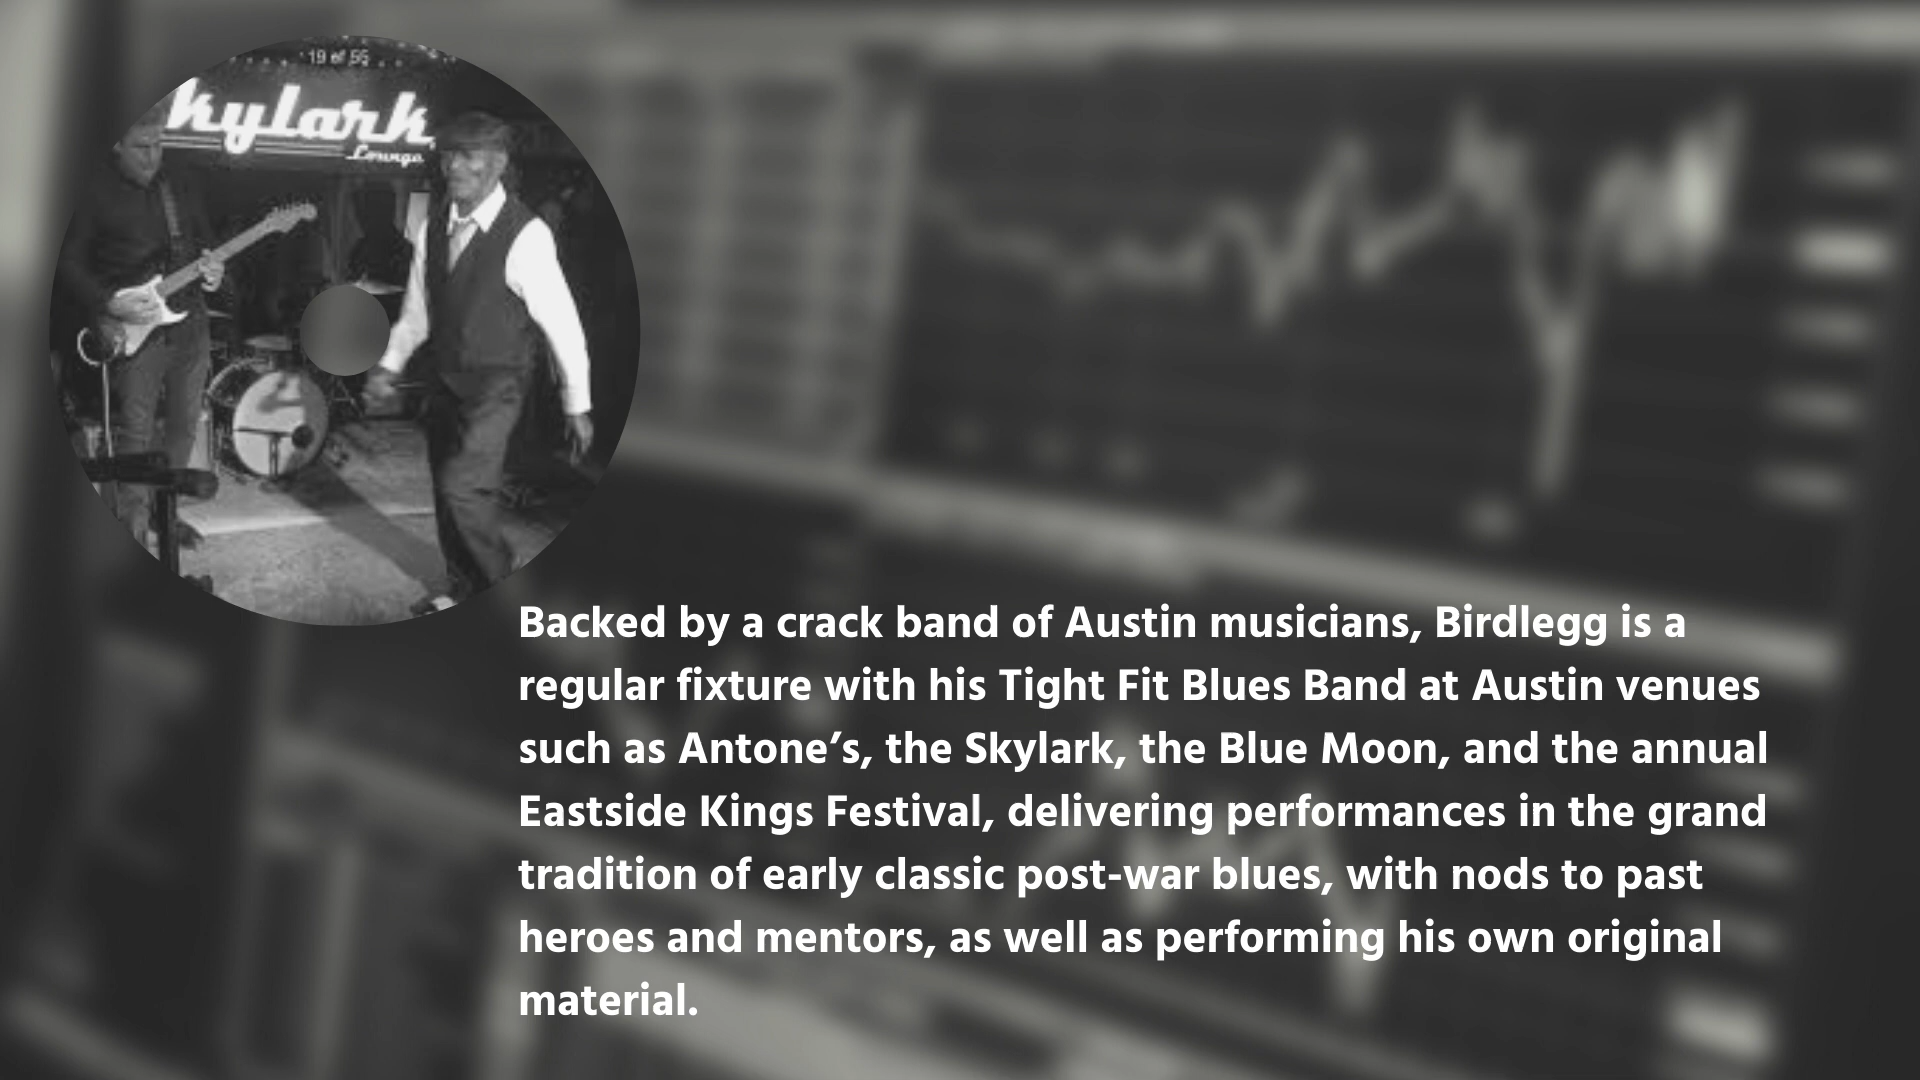 19 of 55
kylark
Lounge
Backed by a crack band of Austin musicians, Birdlegg is a
regular fixture with his Tight Fit Blues Band at Austin venues
such as Antone’s, the Skylark, the Blue Moon, and the annual
Eastside Kings Festival, delivering performances in the grand
tradition of early classic post-war blues, with nods to past
heroes and mentors, as well as performing his own original
material.